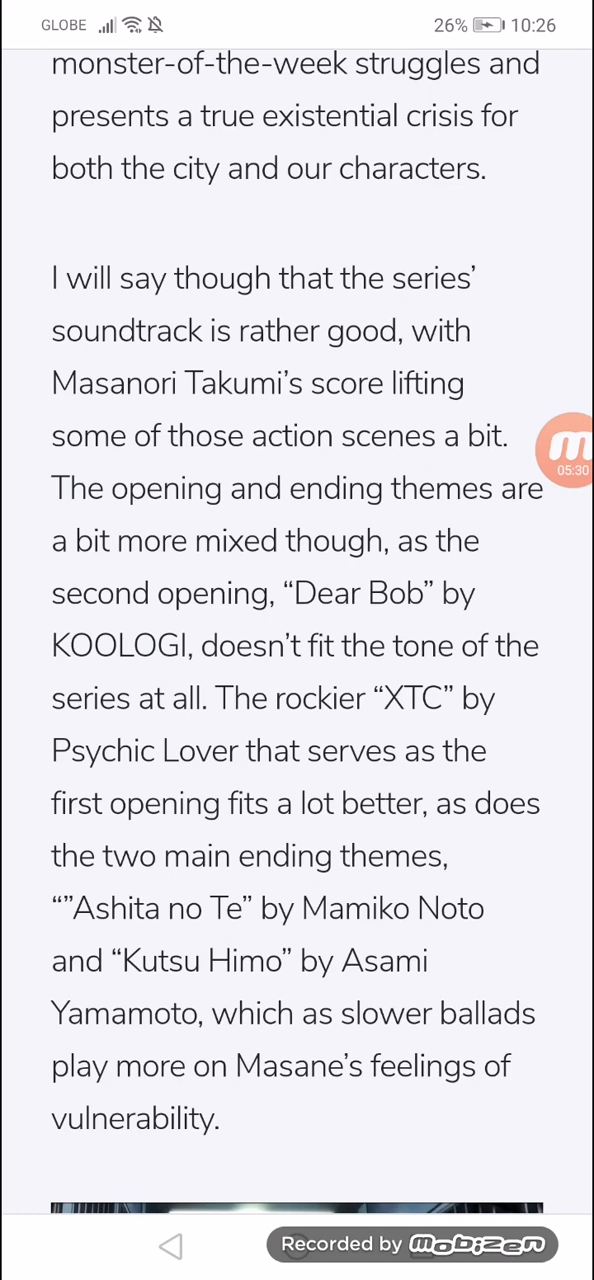 GLOBE 26% 10:26
monster-of-the-week struggles and
presents a true existential crisis for
both the city and our characters.
I will say though that the series’
soundtrack is rather good, with
Masanori Takumi’s score lifting
some of those action scenes a bit.
The opening and ending themes are
a bit more mixed though, as the
second opening, “Dear Bob” by
KOOLOGI, doesn’t fit the tone of the
series at all. The rockier “XTC” by
Psychic Lover that serves as the
first opening fits a lot better, as does
the two main ending themes,
“”Ashita no Te” by Mamiko Noto
and “Kutsu Himo” by Asami
Yamamoto, which as slower ballads
play more on Masane’s feelings of
vulnerability.
m
05:30
Recorded by mobizen